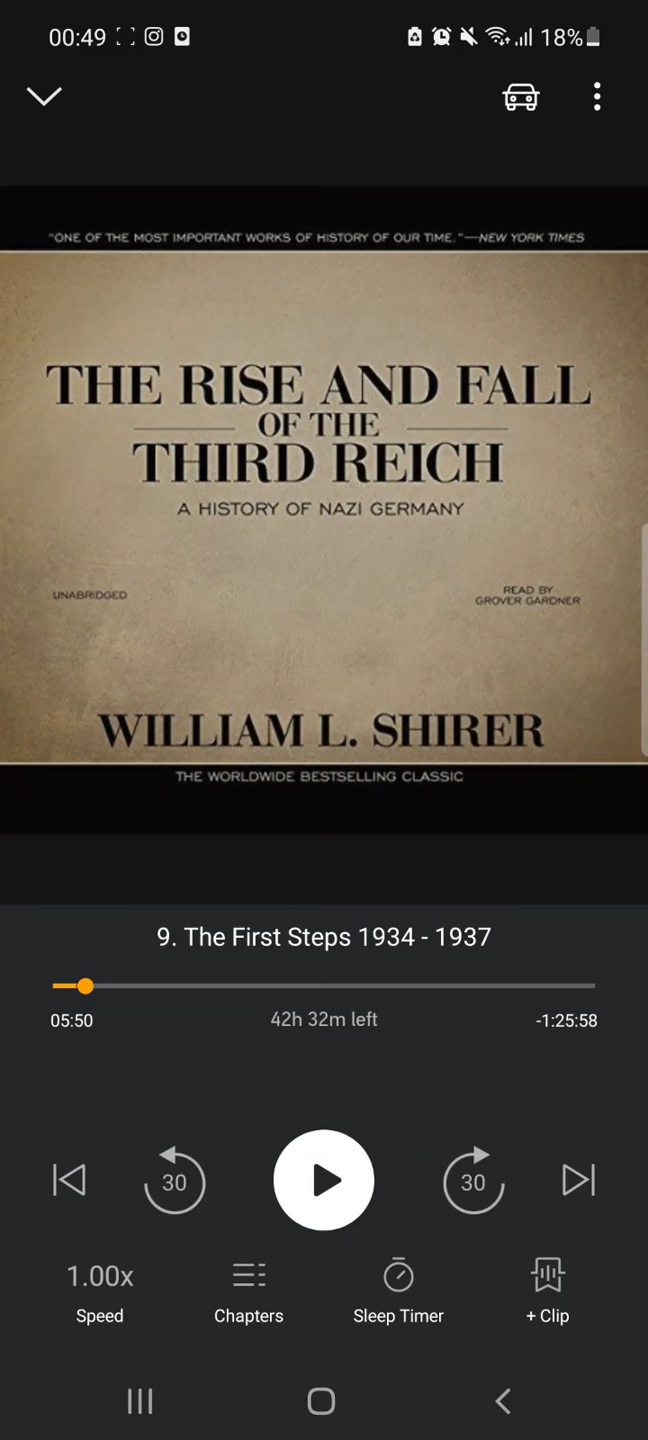 00:49
18%
"ONE OF THE MOST IMPORTANT WORKS OF HISTORY OF OUR TIME."—NEW YORK TIMES
THE RISE AND FALL
OF THE
THIRD REICH
A HISTORY OF NAZI GERMANY
UNABRIDGED
READ BY
GROVER GARDNER
WILLIAM L. SHIRER
THE WORLDWIDE BESTSELLING CLASSIC
9. The First Steps 1934 - 1937
05:50
42h 32m left
-1:25:58
30
30
1.00x
Speed
Chapters
Sleep Timer
+ Clip